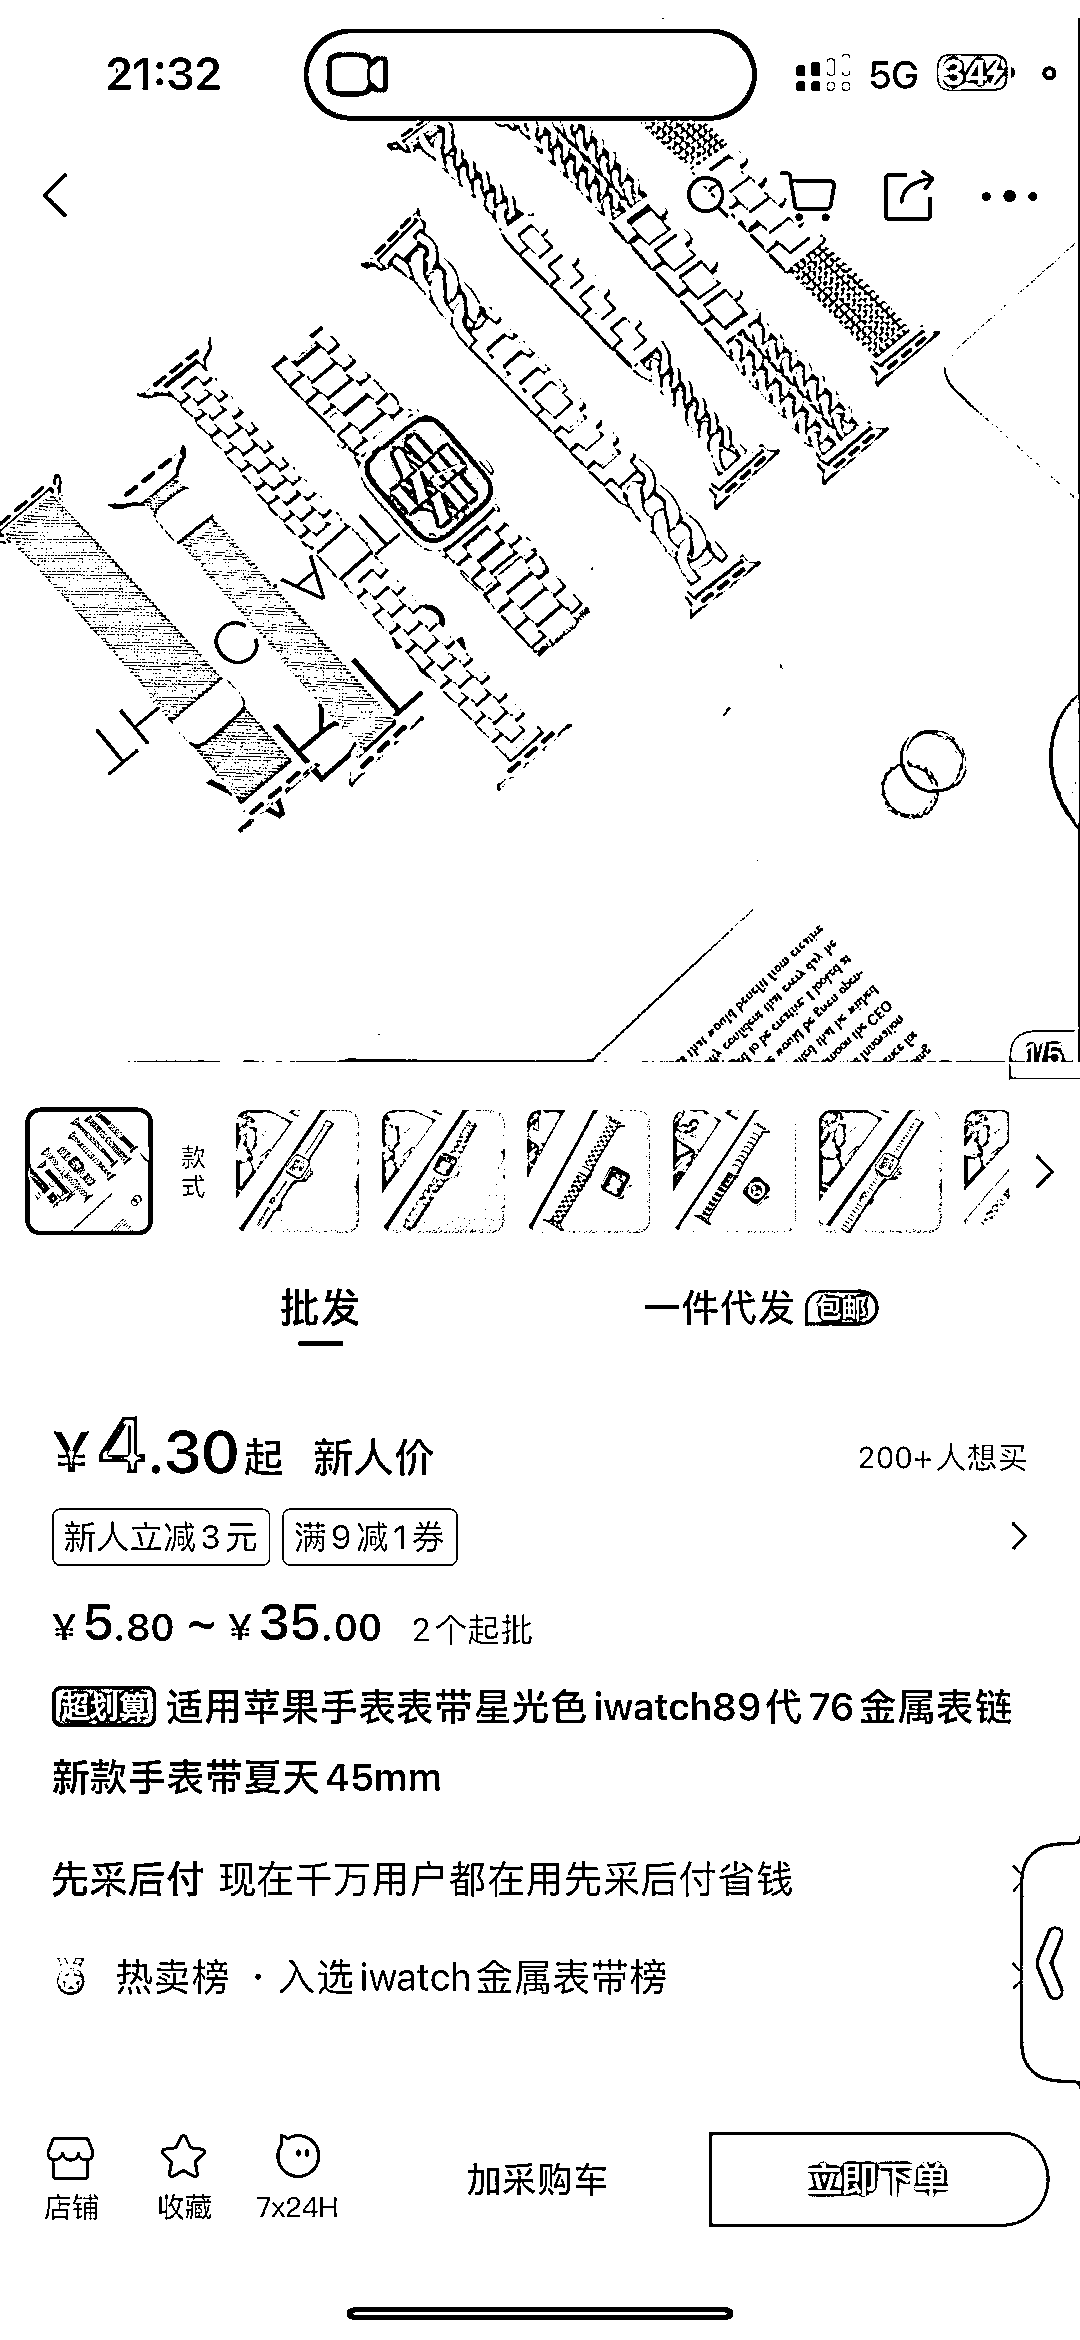 21:32
5G 34
1/5
款式
批发
一件代发 包邮
¥4.30起 新人价
200+人想买
新人立减3元 满9减1券
¥5.80 ~ ¥35.00 2个起批
超划算 适用苹果手表表带星光色iwatch89代76金属表链
新款手表带夏天45mm
先采后付 现在千万用户都在用先采后付省钱
热卖榜 · 入选iwatch金属表带榜
店铺
收藏
7x24H
加采购车
立即下单